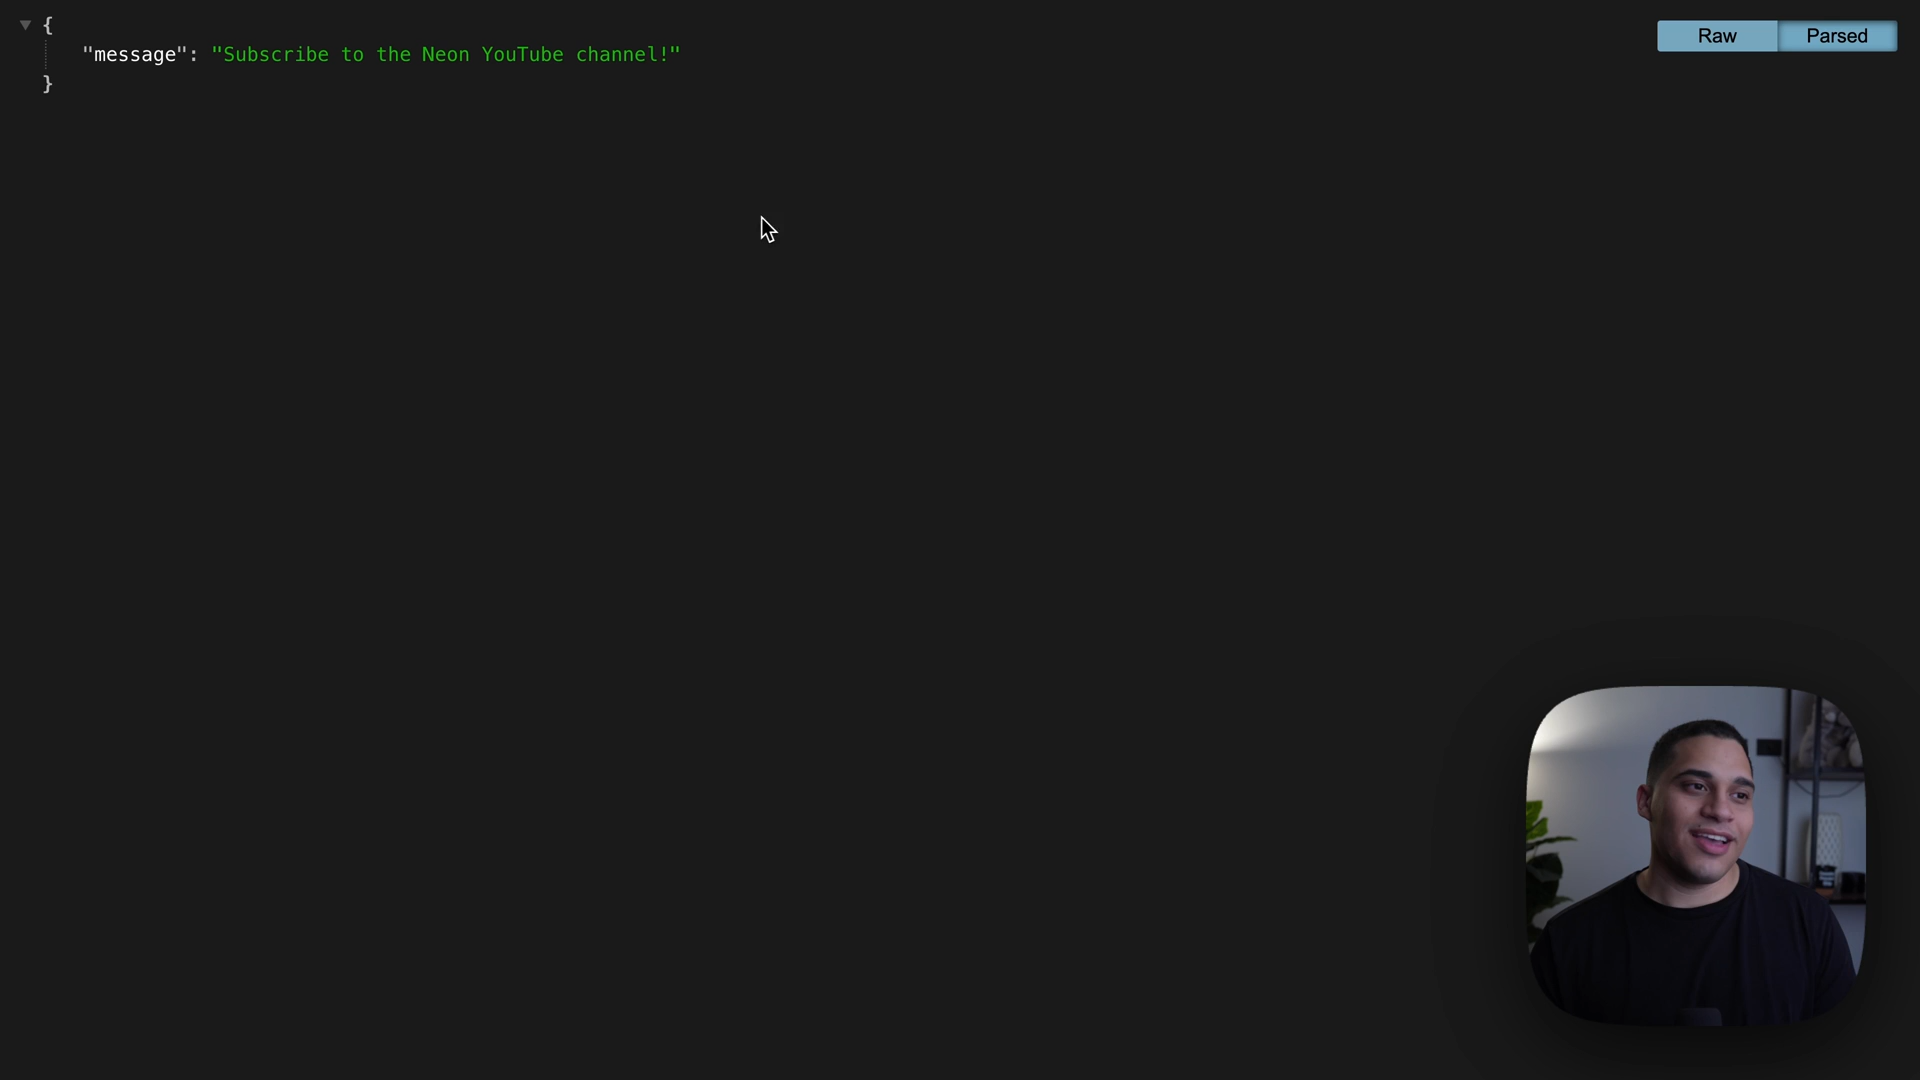 {
"message": "Subscribe to the Neon YouTube channel!"
}
Raw
Parsed